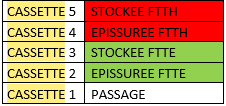 CASSETTE 5 STOCKEE FTTH
CASSETTE 4 EPISSUREE FTTH
CASSETTE 3 STOCKEE FTTE
CASSETTE 2 EPISSUREE FTTE
CASSETTE 1 PASSAGE